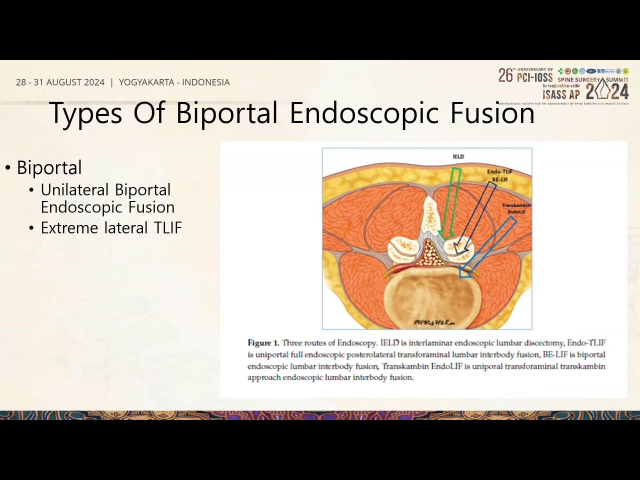 28 - 31 AUGUST 2024 | YOGYAKARTA - INDONESIA
26TH ANNIVERSARY OF
PCI-IOSS
SPINE SURGERY SUMMIT
ISASS AP 2024
Types Of Biportal Endoscopic Fusion
• Biportal
• Unilateral Biportal
Endoscopic Fusion
• Extreme lateral TLIF
IELD
Endo-TLIF
BE-LIF
Transkambin
EndoLIF
Figure 1. Three routes of Endoscopy. IELD is interlaminar endoscopic lumbar discectomy, Endo-TLIF
is uniportal full endoscopic posterolateral transforaminal lumbar interbody fusion, BE-LIF is biportal
endoscopic lumbar interbody fusion, Transkambin EndoLIF is uniporal transforaminal transkambin
approach endoscopic lumbar interbody fusion.